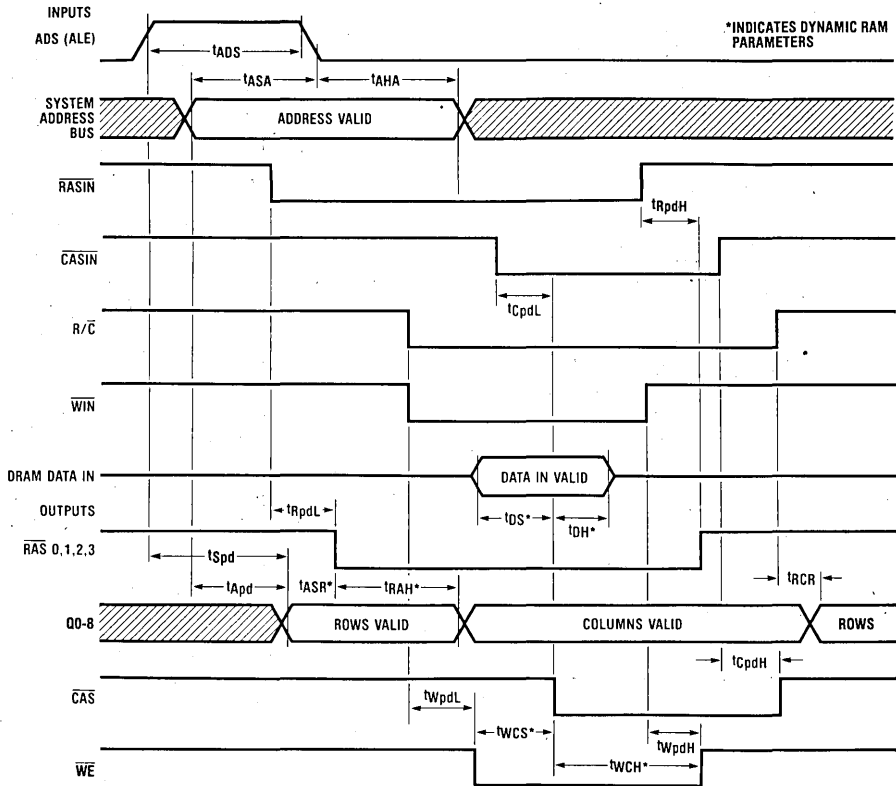 INPUTS
ADS (ALE)
*INDICATES DYNAMIC RAM
PARAMETERS
tADS
tASA
tAHA
SYSTEM
ADDRESS
BUS
ADDRESS VALID
RASIN
tRpdH
CASIN
tCpdL
R/C
WIN
DRAM DATA IN
DATA IN VALID
OUTPUTS
tRpdL
tDS*
tDH*
RAS 0,1,2,3
tSpd
tApd
tASR*
tRAH*
tRCR
Q0-8
ROWS VALID
COLUMNS VALID
ROWS
tCpdH
CAS
tWpdL
tWCS*
tWpdH
tWCH*
WE